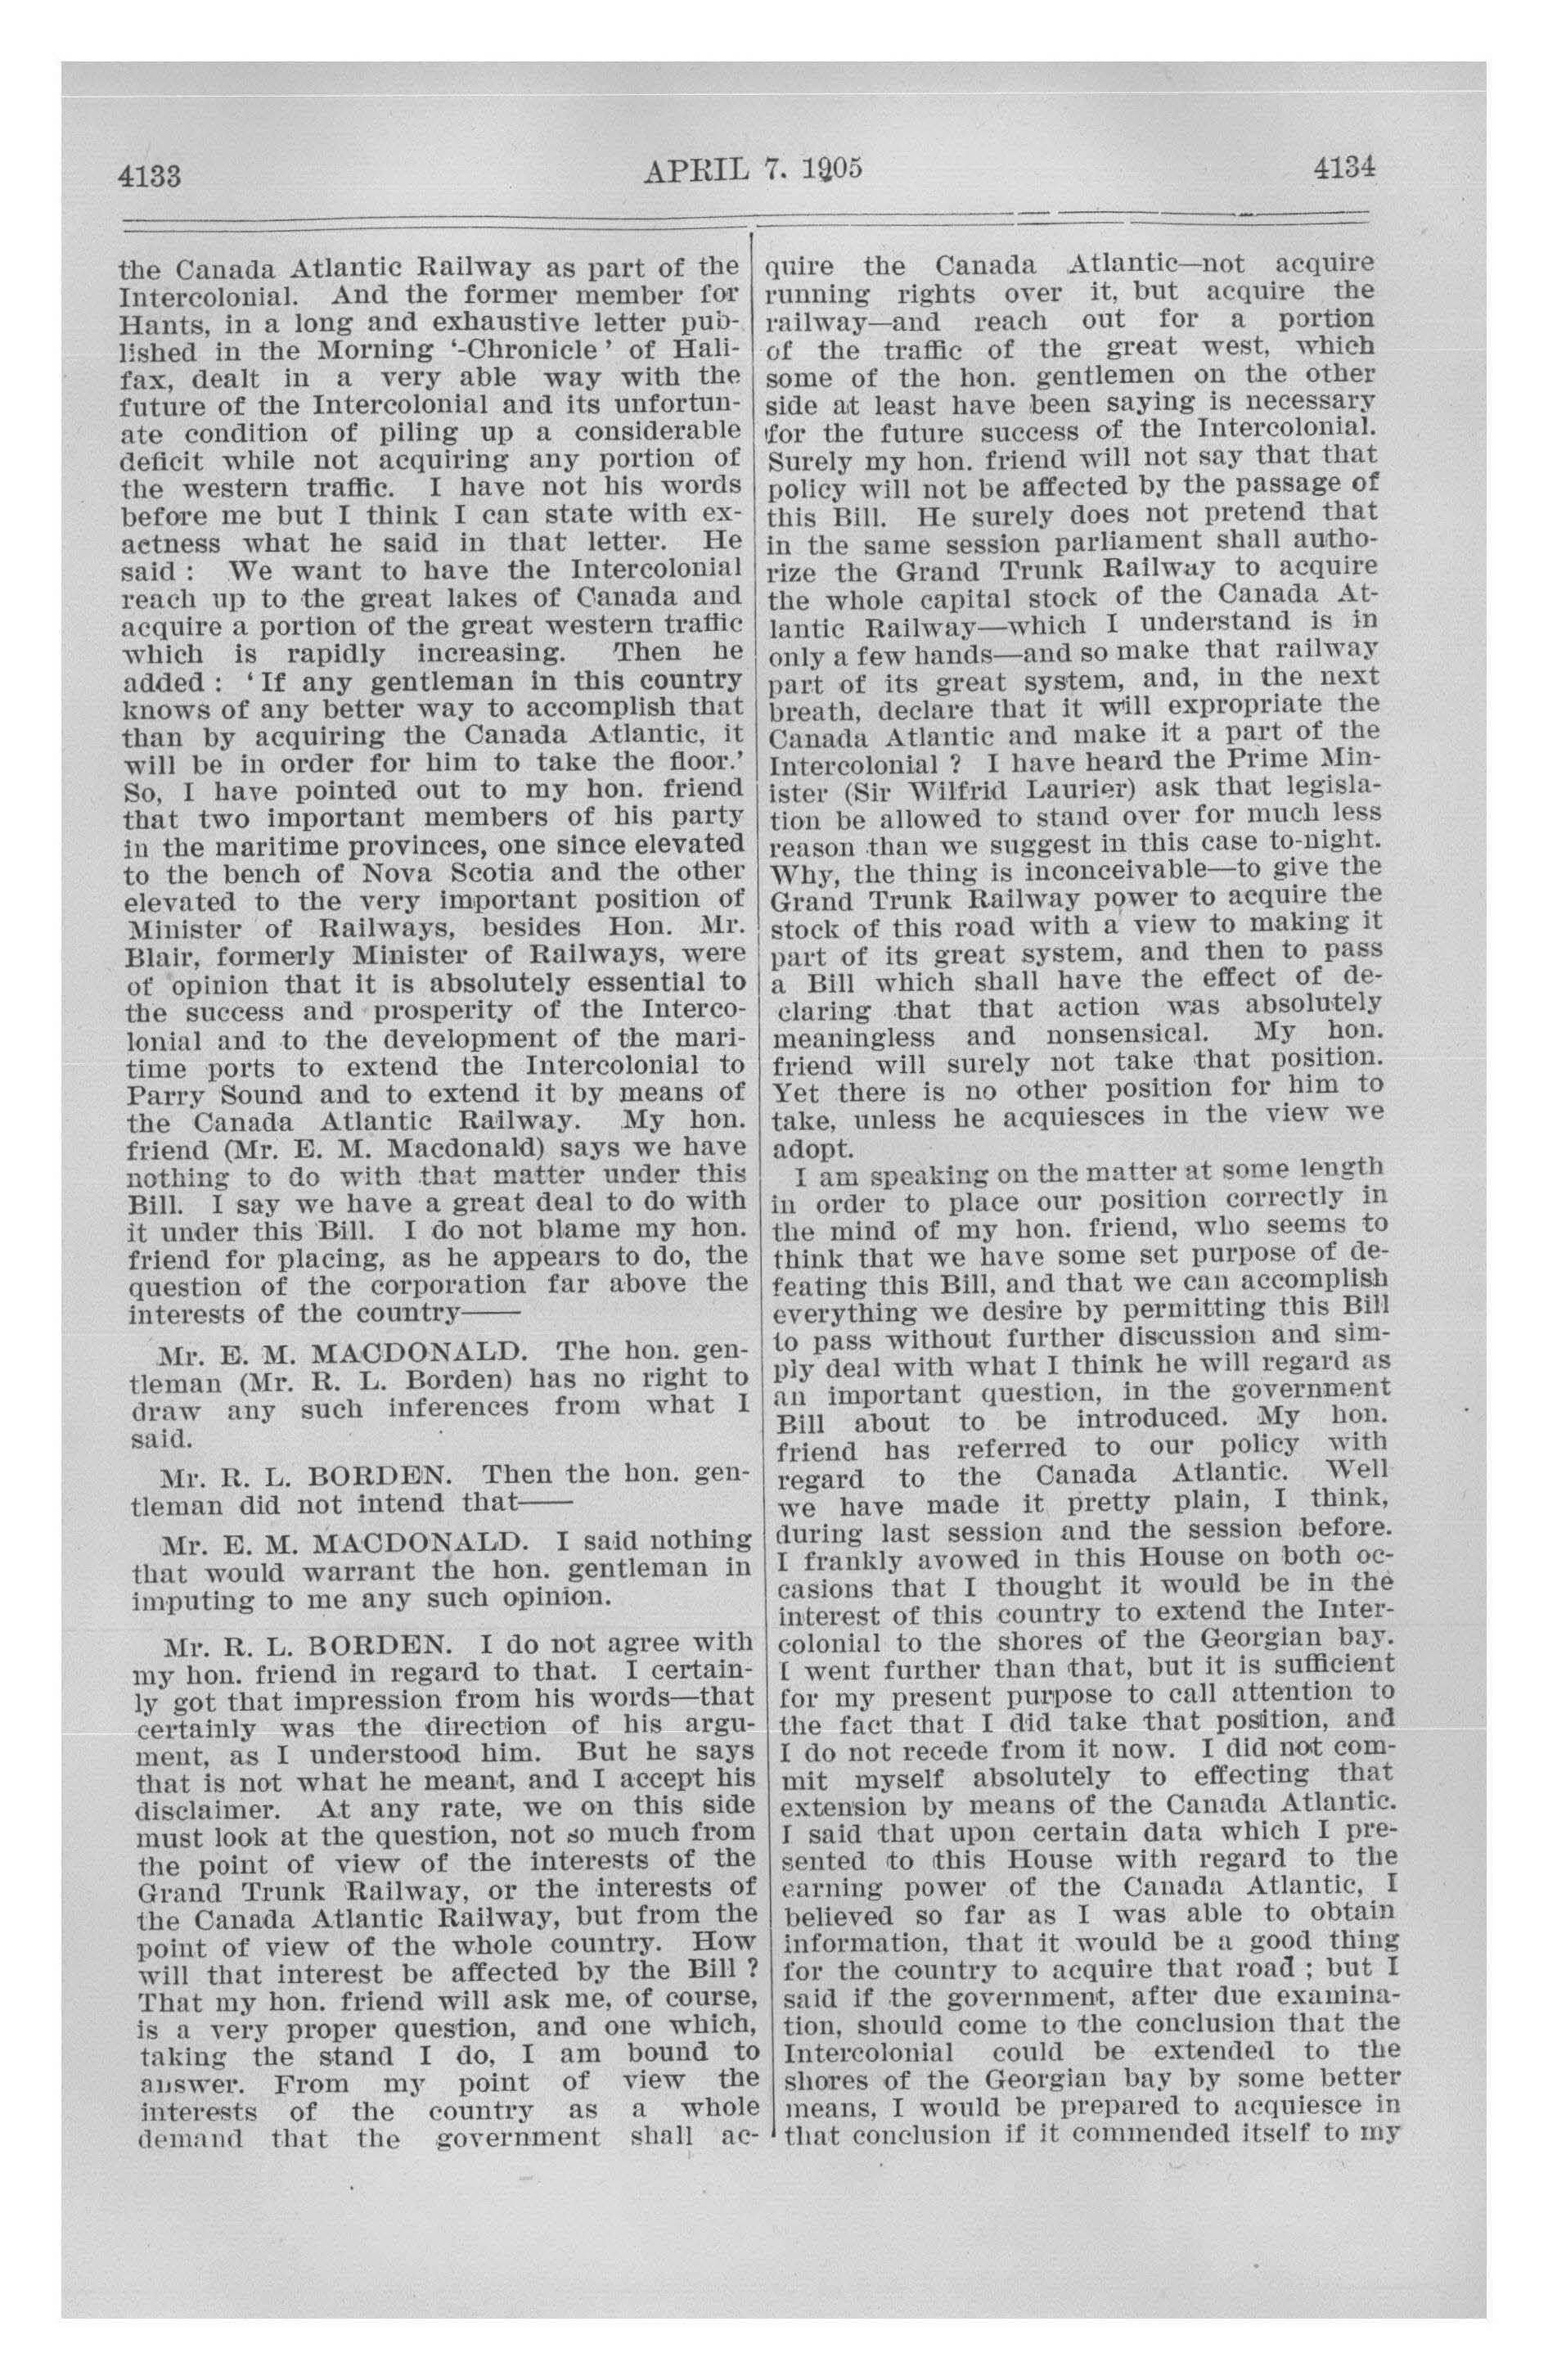 4133
APRIL 7. 1905
4134
the Canada Atlantic Railway as part of the
Intercolonial. And the former member for
Hants, in a long and exhaustive letter pub-
lished in the Morning ‘-Chronicle’ of Hali-
fax, dealt in a very able way with the
future of the Intercolonial and its unfortun-
ate condition of piling up a considerable
deficit while not acquiring any portion of
the western traffic. I have not his words
before me but I think I can state with ex-
actness what he said in that letter. He
said : We want to have the Intercolonial
reach up to the great lakes of Canada and
acquire a portion of the great western traffic
which is rapidly increasing. Then he
added : ‘If any gentleman in this country
knows of any better way to accomplish that
than by acquiring the Canada Atlantic, it
will be in order for him to take the floor.’
So, I have pointed out to my hon. friend
that two important members of his party
in the maritime provinces, one since elevated
to the bench of Nova Scotia and the other
elevated to the very important position of
Minister of Railways, besides Hon. Mr.
Blair, formerly Minister of Railways, were
of opinion that it is absolutely essential to
the success and prosperity of the Interco-
lonial and to the development of the mari-
time ports to extend the Intercolonial to
Parry Sound and to extend it by means of
the Canada Atlantic Railway. My hon.
friend (Mr. E. M. Macdonald) says we have
nothing to do with that matter under this
Bill. I say we have a great deal to do with
it under this Bill. I do not blame my hon.
friend for placing, as he appears to do, the
question of the corporation far above the
interests of the country——
Mr. E. M. MACDONALD. The hon. gen-
tleman (Mr. R. L. Borden) has no right to
draw any such inferences from what I
said.
Mr. R. L. BORDEN. Then the hon. gen-
tleman did not intend that——
Mr. E. M. MACDONALD. I said nothing
that would warrant the hon. gentleman in
imputing to me any such opinion.
Mr. R. L. BORDEN. I do not agree with
my hon. friend in regard to that. I certain-
ly got that impression from his words—that
certainly was the direction of his argu-
ment, as I understood him. But he says
that is not what he meant, and I accept his
disclaimer. At any rate, we on this side
must look at the question, not so much from
the point of view of the interests of the
Grand Trunk Railway, or the interests of
the Canada Atlantic Railway, but from the
point of view of the whole country. How
will that interest be affected by the Bill ?
That my hon. friend will ask me, of course,
is a very proper question, and one which,
taking the stand I do, I am bound to
answer. From my point of view the
interests of the country as a whole
demand that the government shall ac-
quire the Canada Atlantic—not acquire
running rights over it, but acquire the
railway—and reach out for a portion
of the traffic of the great west, which
some of the hon. gentlemen on the other
side at least have been saying is necessary
for the future success of the Intercolonial.
Surely my hon. friend will not say that that
policy will not be affected by the passage of
this Bill. He surely does not pretend that
in the same session parliament shall autho-
rize the Grand Trunk Railway to acquire
the whole capital stock of the Canada At-
lantic Railway—which I understand is in
only a few hands—and so make that railway
part of its great system, and, in the next
breath, declare that it will expropriate the
Canada Atlantic and make it a part of the
Intercolonial ? I have heard the Prime Min-
ister (Sir Wilfrid Laurier) ask that legisla-
tion be allowed to stand over for much less
reason than we suggest in this case to-night.
Why, the thing is inconceivable—to give the
Grand Trunk Railway power to acquire the
stock of this road with a view to making it
part of its great system, and then to pass
a Bill which shall have the effect of de-
claring that that action was absolutely
meaningless and nonsensical. My hon.
friend will surely not take that position.
Yet there is no other position for him to
take, unless he acquiesces in the view we
adopt.
I am speaking on the matter at some length
in order to place our position correctly in
the mind of my hon. friend, who seems to
think that we have some set purpose of de-
feating this Bill, and that we can accomplish
everything we desire by permitting this Bill
to pass without further discussion and sim-
ply deal with what I think he will regard as
an important question, in the government
Bill about to be introduced. My hon.
friend has referred to our policy with
regard to the Canada Atlantic. Well
we have made it pretty plain, I think,
during last session and the session before.
I frankly avowed in this House on both oc-
casions that I thought it would be in the
interest of this country to extend the Inter-
colonial to the shores of the Georgian bay.
I went further than that, but it is sufficient
for my present purpose to call attention to
the fact that I did take that position, and
I do not recede from it now. I did not com-
mit myself absolutely to effecting that
extension by means of the Canada Atlantic.
I said that upon certain data which I pre-
sented to this House with regard to the
earning power of the Canada Atlantic, I
believed so far as I was able to obtain
information, that it would be a good thing
for the country to acquire that road ; but I
said if the government, after due examina-
tion, should come to the conclusion that the
Intercolonial could be extended to the
shores of the Georgian bay by some better
means, I would be prepared to acquiesce in
that conclusion if it commended itself to my